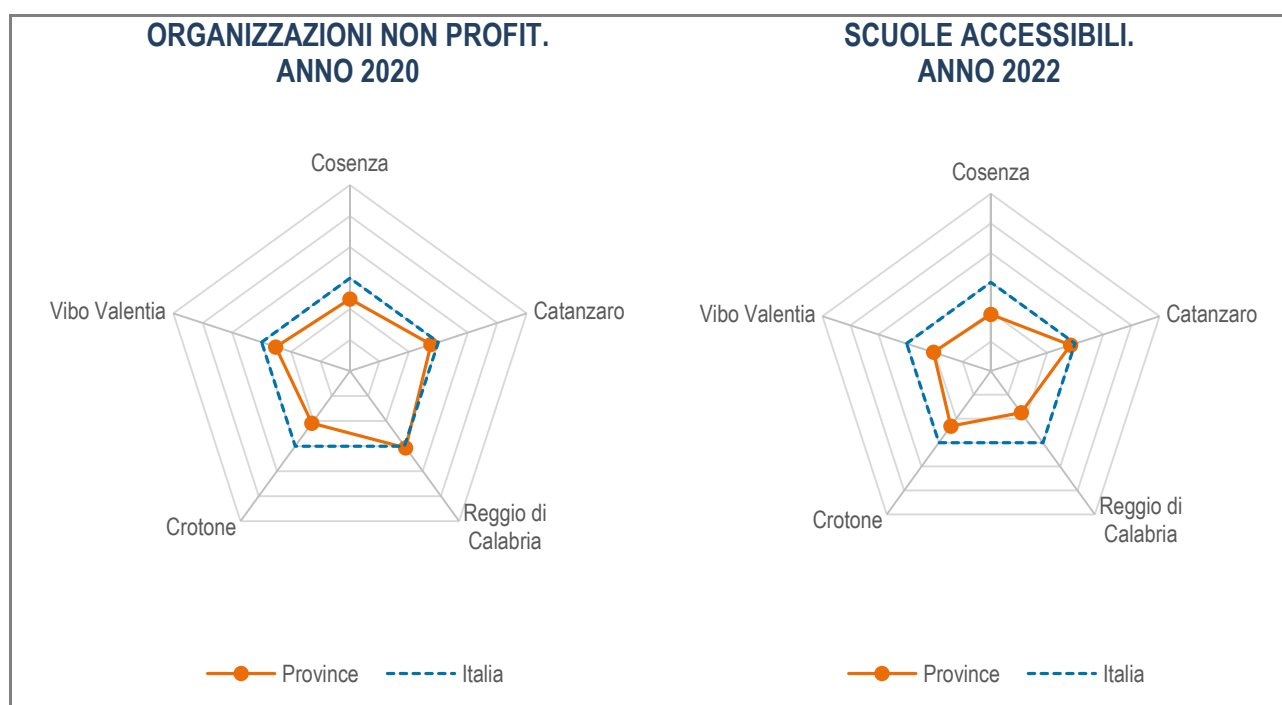 ORGANIZZAZIONI NON PROFIT.
ANNO 2020
Cosenza
Vibo Valentia
Catanzaro
Crotone
Reggio di
Calabria
Province
Italia
SCUOLE ACCESSIBILI.
ANNO 2022
Cosenza
Vibo Valentia
Catanzaro
Crotone
Reggio di
Calabria
Province
Italia